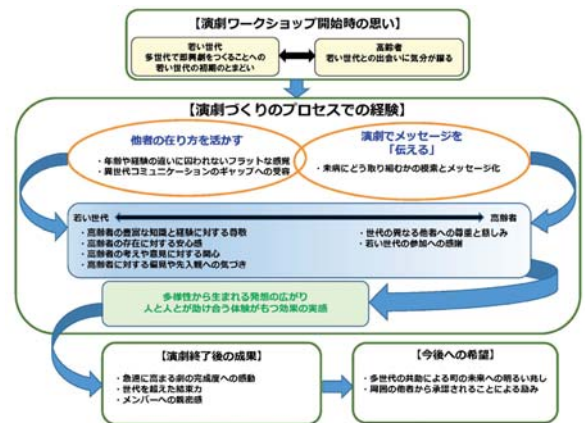 【演劇ワークショップ開始時の思い】
若い世代
多世代で即興劇をつくることへの
若い世代の初期のとまどい
高齢者
若い世代との出会いに気分が躍る
【演劇づくりのプロセスでの経験】
他者の在り方を活かす
・年齢や経験の違いに囚われないフラットな感覚
・異世代コミュニケーションのギャップへの受容
演劇でメッセージを
「伝える」
・未病にどう取り組むかの模索とメッセージ化
若い世代
高齢者
・高齢者の豊富な知識と経験に対する尊敬
・高齢者の存在に対する安心感
・高齢者の考えや意見に対する関心
・高齢者に対する偏見や先入観への気づき
・世代の異なる他者への尊重と慈しみ
・若い世代の参加への感謝
多様性から生まれる発想の広がり
人と人とが助け合う体験がもつ効果の実感
【演劇終了後の成果】
・急速に高まる劇の完成度への感動
・世代を超えた結束力
・メンバーへの親密感
【今後への希望】
・多世代の共助による町の未来への明るい兆し
・周囲の他者から承認されることによる励み